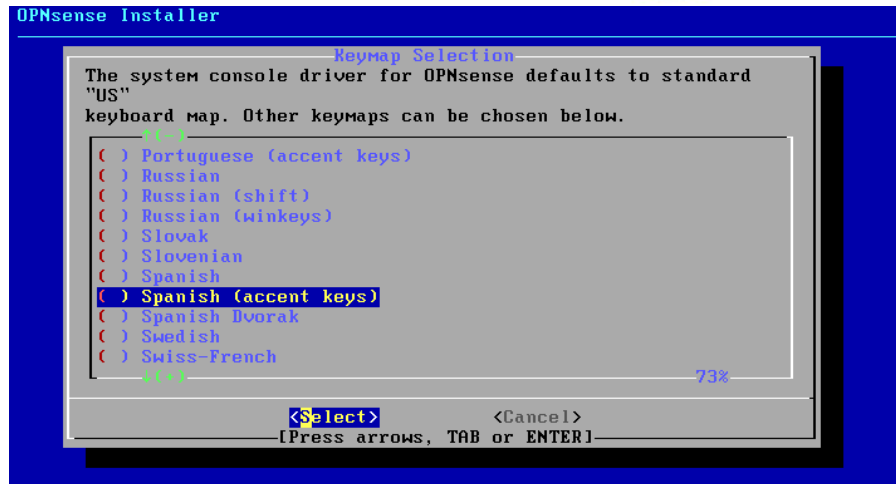 OPNsense Installer
Keymap Selection
The system console driver for OPNsense defaults to standard
"US"
keyboard map. Other keymaps can be chosen below.
↑(-)
( ) Portuguese (accent keys)
( ) Russian
( ) Russian (shift)
( ) Russian (winkeys)
( ) Slovak
( ) Slovenian
( ) Spanish
( ) Spanish (accent keys)
( ) Spanish Dvorak
( ) Swedish
( ) Swiss-French
↓(+) 73%
<Select> <Cancel>
[Press arrows, TAB or ENTER]